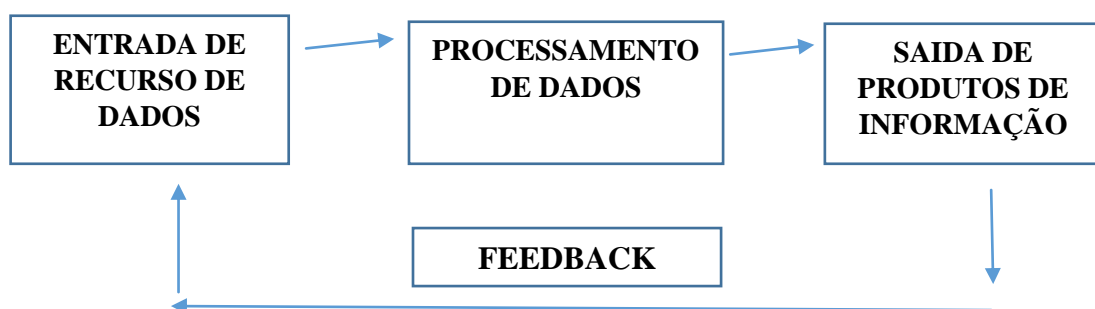 ENTRADA DE
RECURSO DE
DADOS
PROCESSAMENTO
DE DADOS
SAIDA DE
PRODUTOS DE
INFORMAÇÃO
FEEDBACK